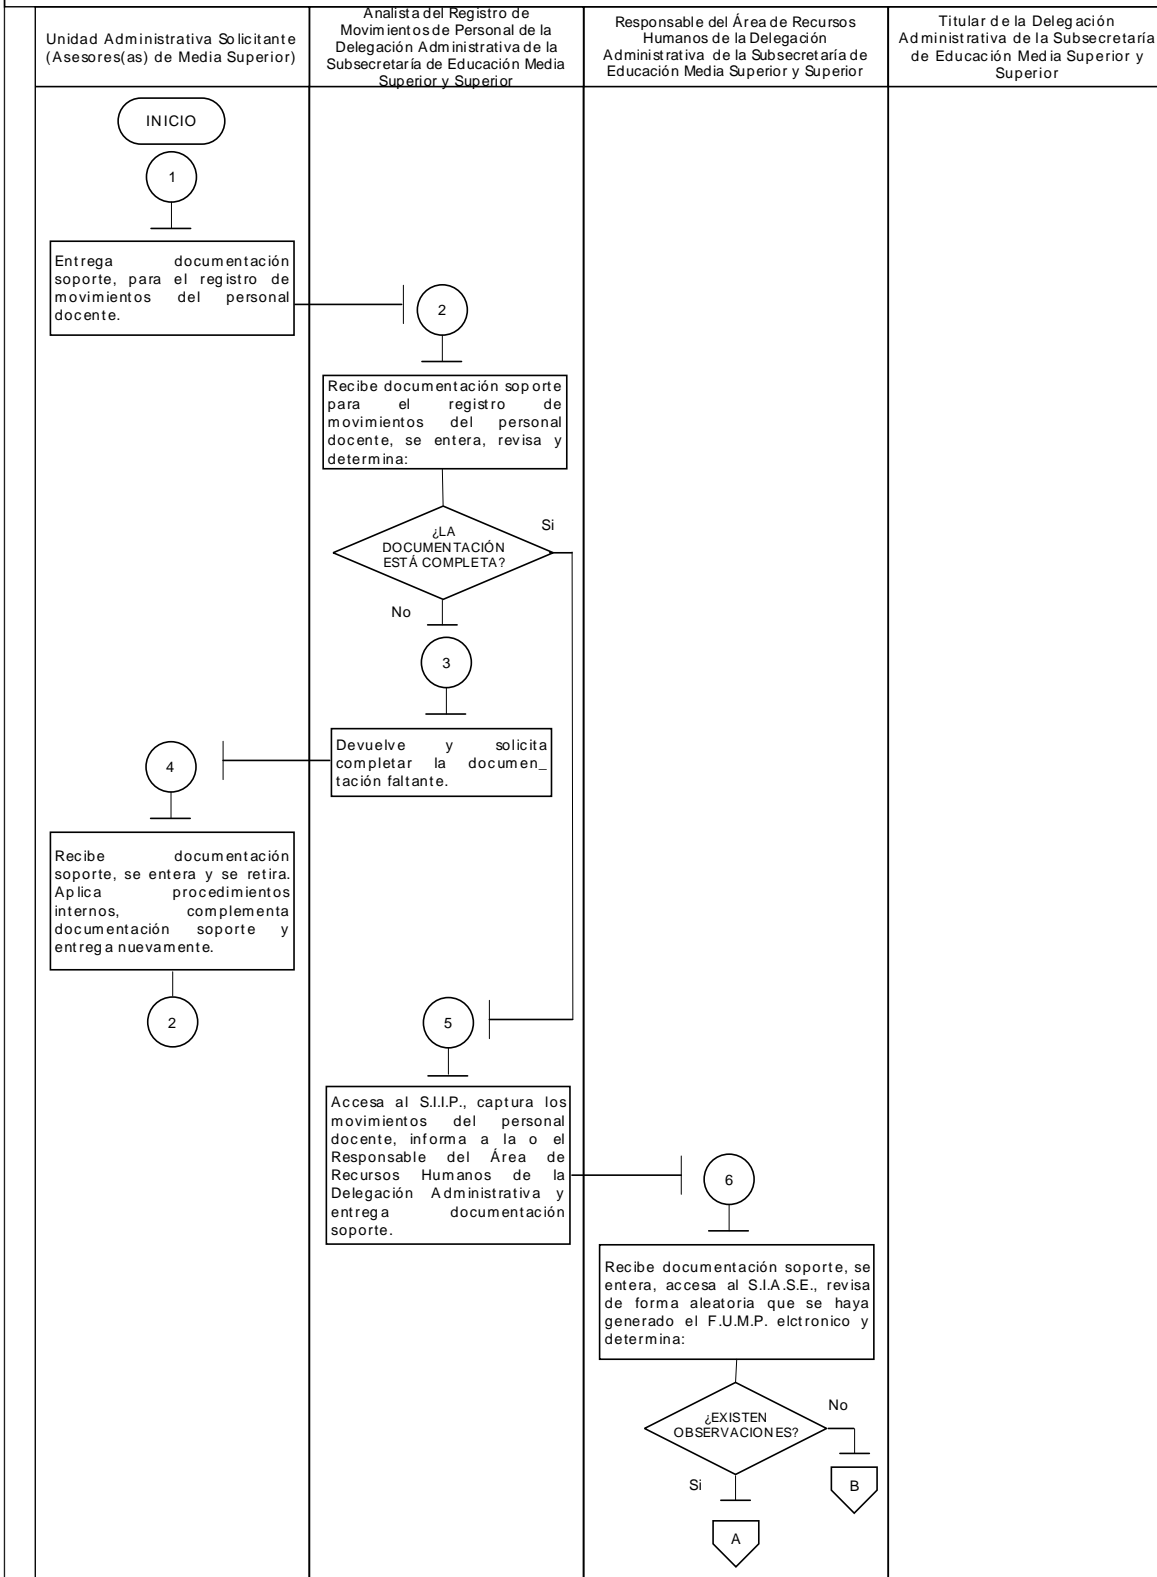 Unidad Administrativa Solicitante
(Asesores(as) de Media Superior)
Analista del Registro de
Movimientos de Personal de la
Delegación Administrativa de la
Subsecretaría de Educación Media
Superior y Superior
Responsable del Área de Recursos
Humanos de la Delegación
Administrativa de la Subsecretaría de
Educación Media Superior y Superior
Titular de la Delegación
Administrativa de la Subsecretaría
de Educación Media Superior y
Superior
INICIO
1
Entrega documentación
soporte, para el registro de
movimientos del personal
docente.
2
Recibe documentación soporte
para el registro de
movimientos del personal
docente, se entera, revisa y
determina:
¿LA
DOCUMENTACIÓN
ESTÁ COMPLETA?
Si
No
3
Devuelve y solicita
completar la documen_
tación faltante.
4
Recibe documentación
soporte, se entera y se retira.
Aplica procedimientos
internos, complementa
documentación soporte y
entrega nuevamente.
2
5
Accesa al S.I.I.P., captura los
movimientos del personal
docente, informa a la o el
Responsable del Área de
Recursos Humanos de la
Delegación Administrativa y
entrega documentación
soporte.
6
Recibe documentación soporte, se
entera, accesa al S.I.A.S.E., revisa
de forma aleatoria que se haya
generado el F.U.M.P. elctronico y
determina:
¿EXISTEN
OBSERVACIONES?
No
Si
B
A